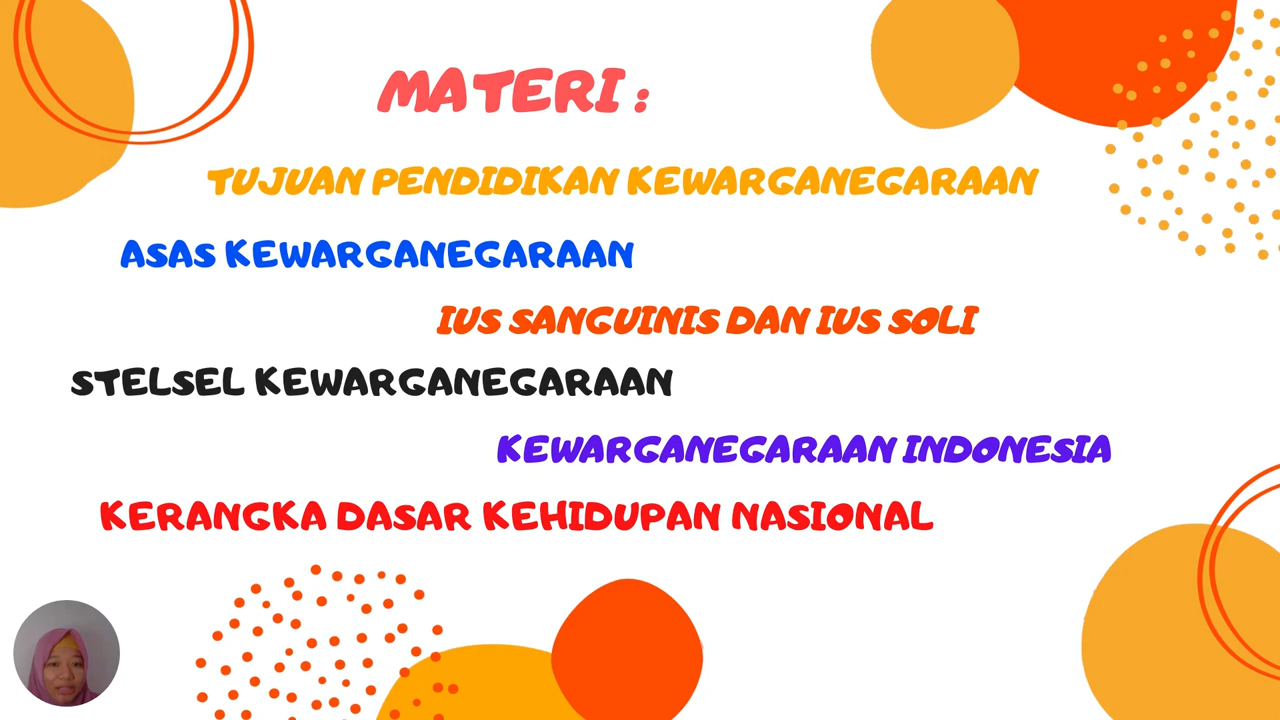 MATERI :
TUJUAN PENDIDIKAN KEWARGANEGARAAN
ASAS KEWARGANEGARAAN
IUS SANGUINIS DAN IUS SOLI
STELSEL KEWARGANEGARAAN
KEWARGANEGARAAN INDONESIA
KERANGKA DASAR KEHIDUPAN NASIONAL